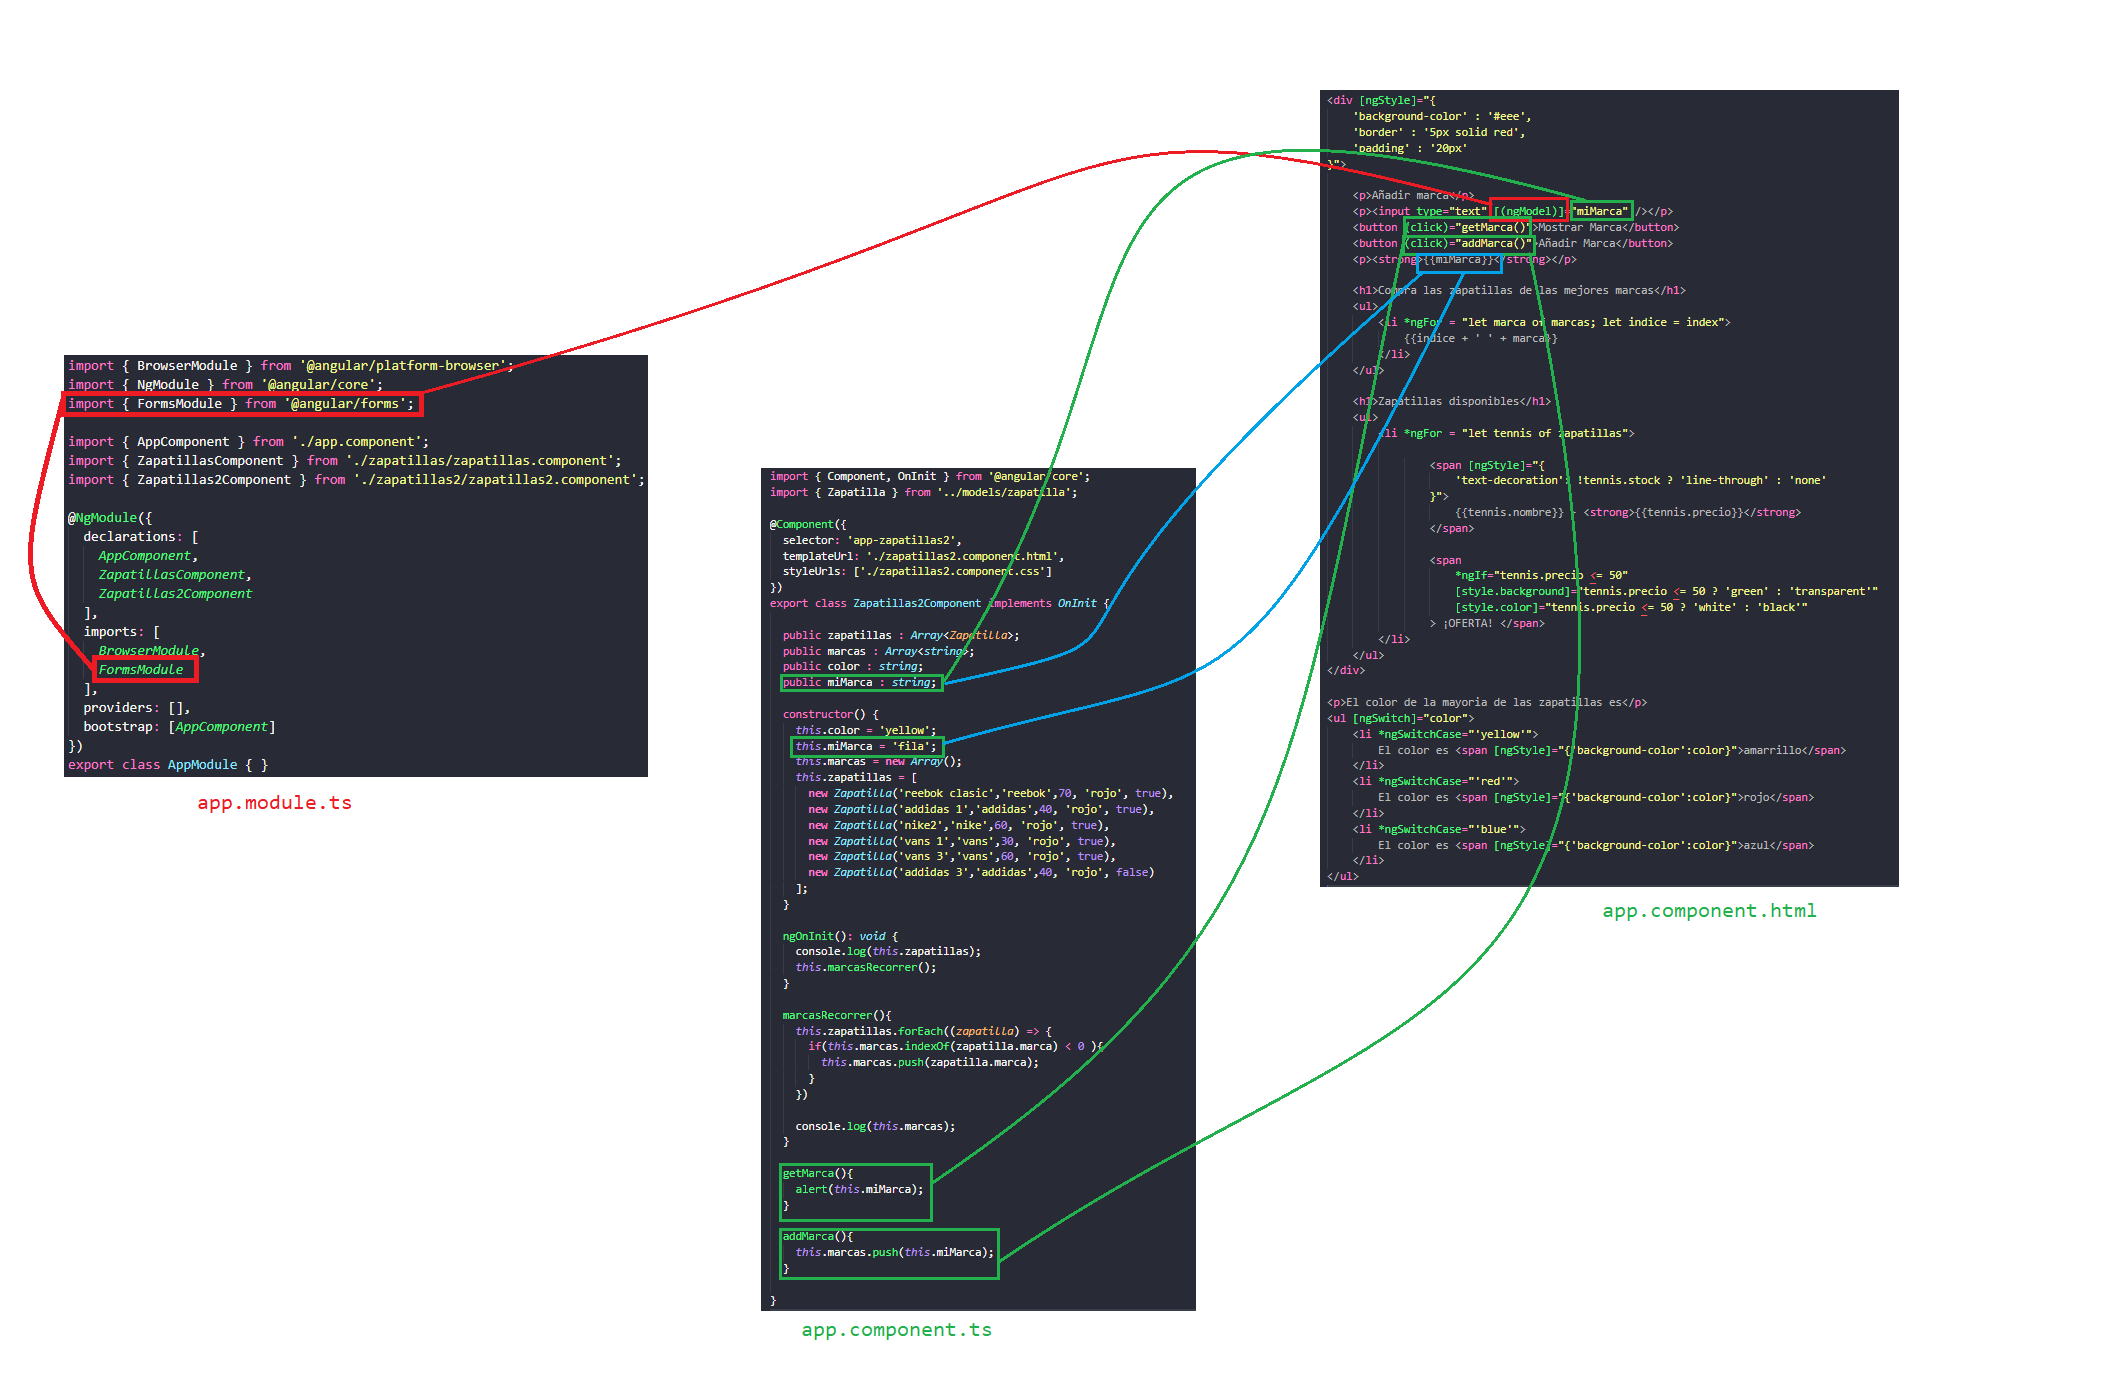 import { BrowserModule } from '@angular/platform-browser';
import { NgModule } from '@angular/core';
import { FormsModule } from '@angular/forms';
import { AppComponent } from './app.component';
import { ZapatillasComponent } from './zapatillas/zapatillas.component';
import { Zapatillas2Component } from './zapatillas2/zapatillas2.component';
@NgModule({
declarations: [
AppComponent,
ZapatillasComponent,
Zapatillas2Component
],
imports: [
BrowserModule,
FormsModule
],
providers: [],
bootstrap: [AppComponent]
})
export class AppModule { }
app.module.ts
import { Component, OnInit } from '@angular/core';
import { Zapatilla } from '../models/zapatilla';
@Component({
selector: 'app-zapatillas2',
templateUrl: './zapatillas2.component.html',
styleUrls: ['./zapatillas2.component.css']
})
export class Zapatillas2Component implements OnInit {
public zapatillas : Array<Zapatilla>;
public marcas : Array<string>;
public color : string;
public miMarca : string;
constructor() {
this.color = 'yellow';
this.miMarca = 'fila';
this.marcas = new Array();
this.zapatillas = [
new Zapatilla('reebok clasic','reebok',70, 'rojo', true),
new Zapatilla('addidas 1','addidas',40, 'rojo', true),
new Zapatilla('nike2','nike',60, 'rojo', true),
new Zapatilla('vans 1','vans',30, 'rojo', true),
new Zapatilla('vans 3','vans',60, 'rojo', true),
new Zapatilla('addidas 3','addidas',40, 'rojo', false)
];
}
ngOnInit(): void {
console.log(this.zapatillas);
this.marcasRecorrer();
}
marcasRecorrer(){
this.zapatillas.forEach((zapatilla) => {
if(this.marcas.indexOf(zapatilla.marca) < 0 ){
this.marcas.push(zapatilla.marca);
}
})
console.log(this.marcas);
}
getMarca(){
alert(this.miMarca);
}
addMarca(){
this.marcas.push(this.miMarca);
}
}
app.component.ts
<div [ngStyle]="{
'background-color' : '#eee',
'border' : '5px solid red',
'padding' : '20px'
}">
<p>Añadir marca</p>
<p><input type="text" [(ngModel)]="miMarca" /></p>
<button (click)="getMarca()">Mostrar Marca</button>
<button (click)="addMarca()">Añadir Marca</button>
<p><strong>{{miMarca}}</strong></p>
<h1>Compra las zapatillas de las mejores marcas</h1>
<ul>
<li *ngFor = "let marca of marcas; let indice = index">
{{indice + ' ' + marca}}
</li>
</ul>
<h1>Zapatillas disponibles</h1>
<ul>
<li *ngFor = "let tennis of zapatillas">
<span [ngStyle]="{
'text-decoration': !tennis.stock ? 'line-through' : 'none'
}">
{{tennis.nombre}} - <strong>{{tennis.precio}}</strong>
</span>
<span
*ngIf="tennis.precio <= 50"
[style.background]="tennis.precio <= 50 ? 'green' : 'transparent'"
[style.color]="tennis.precio <= 50 ? 'white' : 'black'"
> ¡OFERTA! </span>
</li>
</ul>
</div>
<p>El color de la mayoria de las zapatillas es</p>
<ul [ngSwitch]="color">
<li *ngSwitchCase="'yellow'">
El color es <span [ngStyle]="{'background-color':color}">amarrillo</span>
</li>
<li *ngSwitchCase="'red'">
El color es <span [ngStyle]="{'background-color':color}">rojo</span>
</li>
<li *ngSwitchCase="'blue'">
El color es <span [ngStyle]="{'background-color':color}">azul</span>
</li>
</ul>
app.component.html